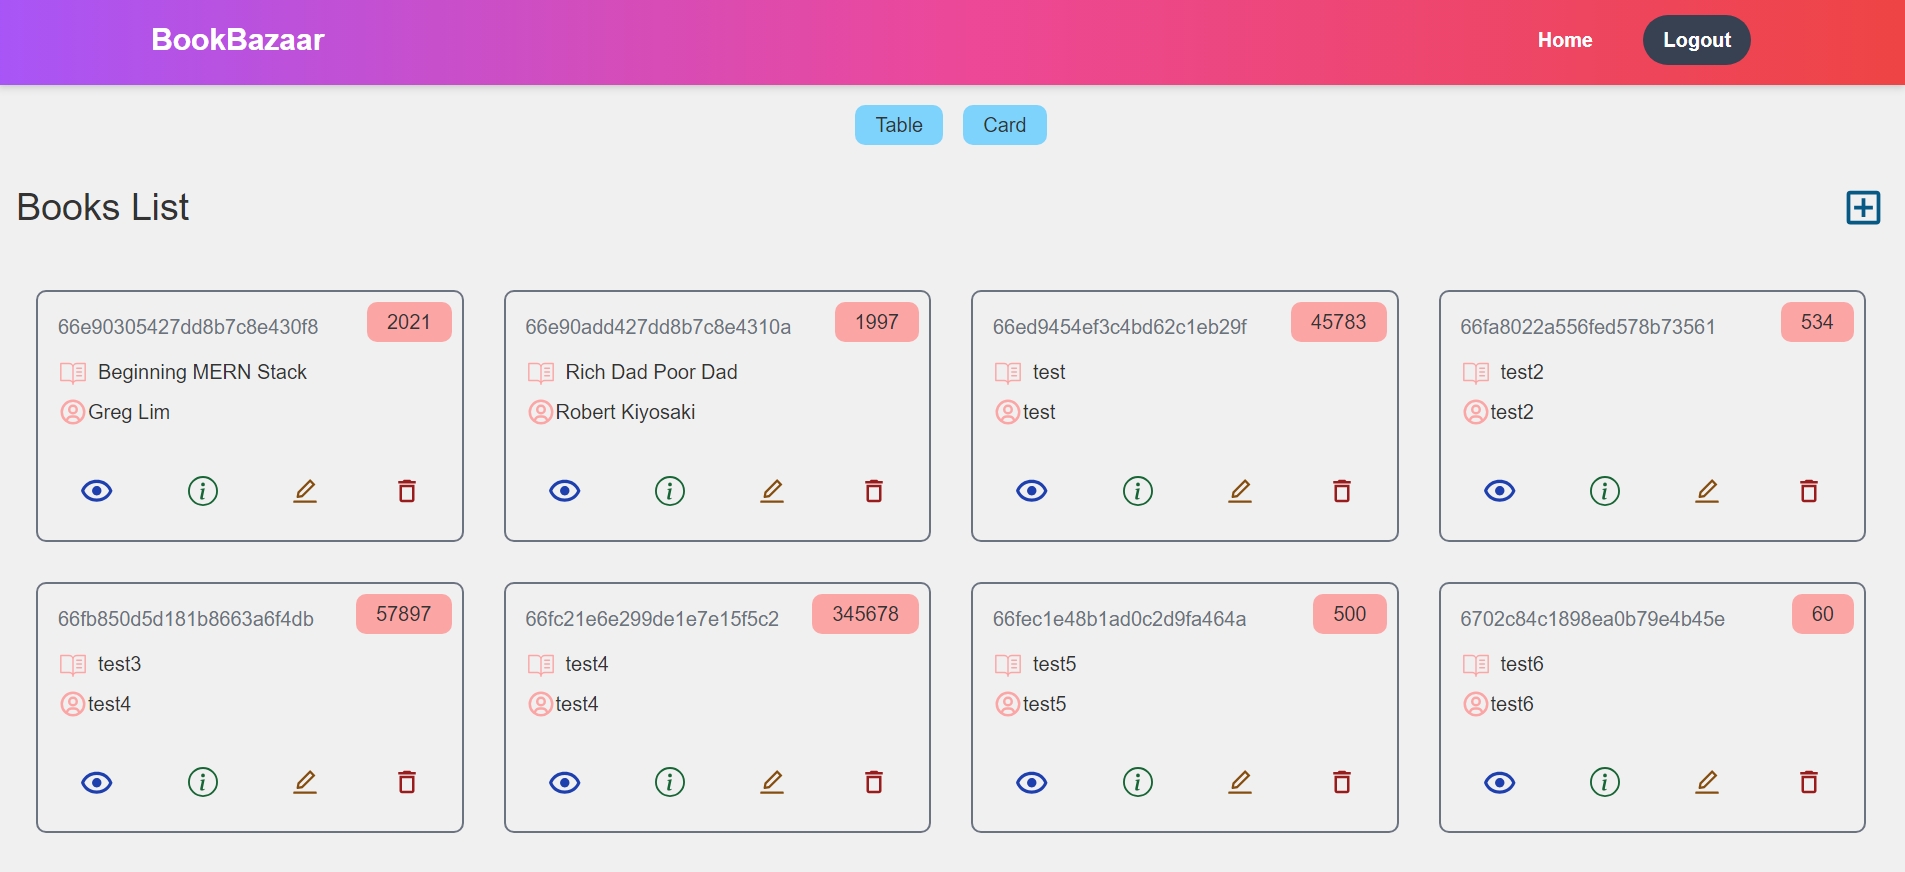 BookBazaar
Home
Logout
Table
Card
Books List
66e90305427dd8b7c8e430f8
2021
Beginning MERN Stack
Greg Lim
66e90add427dd8b7c8e4310a
1997
Rich Dad Poor Dad
Robert Kiyosaki
66ed9454ef3c4bd62c1eb29f
45783
test
test
66fa8022a556fed578b73561
534
test2
test2
66fb850d5d181b8663a6f4db
57897
test3
test4
66fc21e6e299de1e7e15f5c2
345678
test4
test4
66fec1e48b1ad0c2d9fa464a
500
test5
test5
6702c84c1898ea0b79e4b45e
60
test6
test6